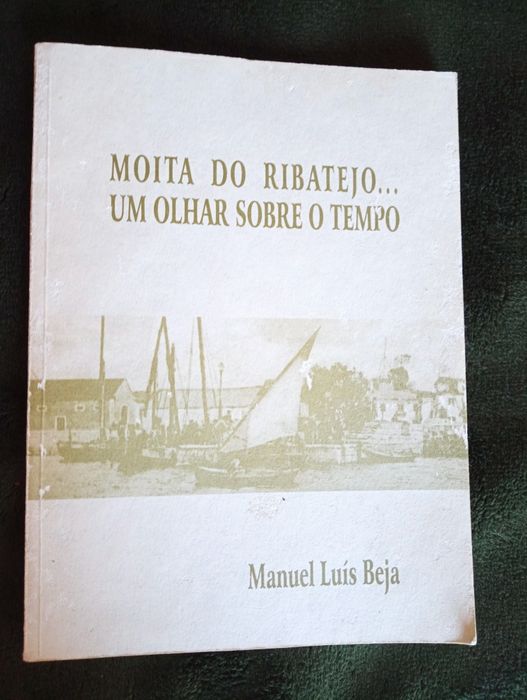 MOITA DO RIBATEJO...
UM OLHAR SOBRE O TEMPO
Manuel Luís Beja